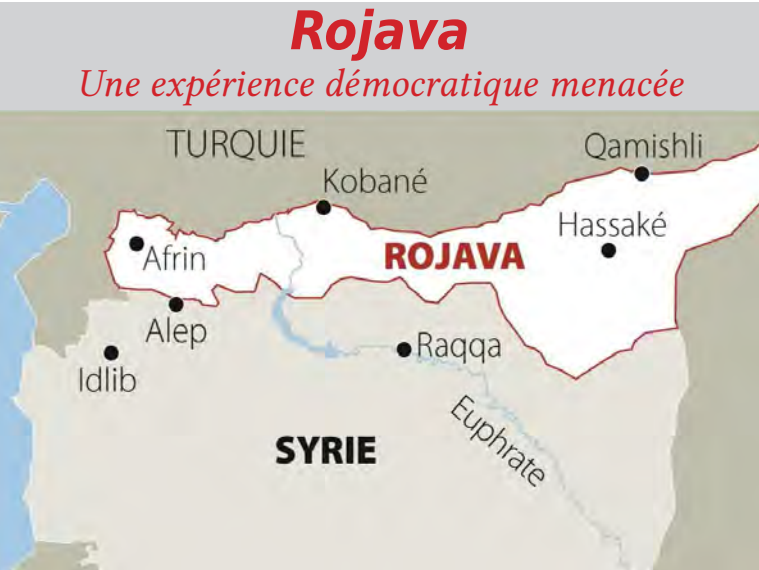 Rojava
Une expérience démocratique menacée
TURQUIE
Qamishli
Kobané
Hassaké
Afrin
ROJAVA
Alep
Raqqa
Idlib
Euphrate
SYRIE